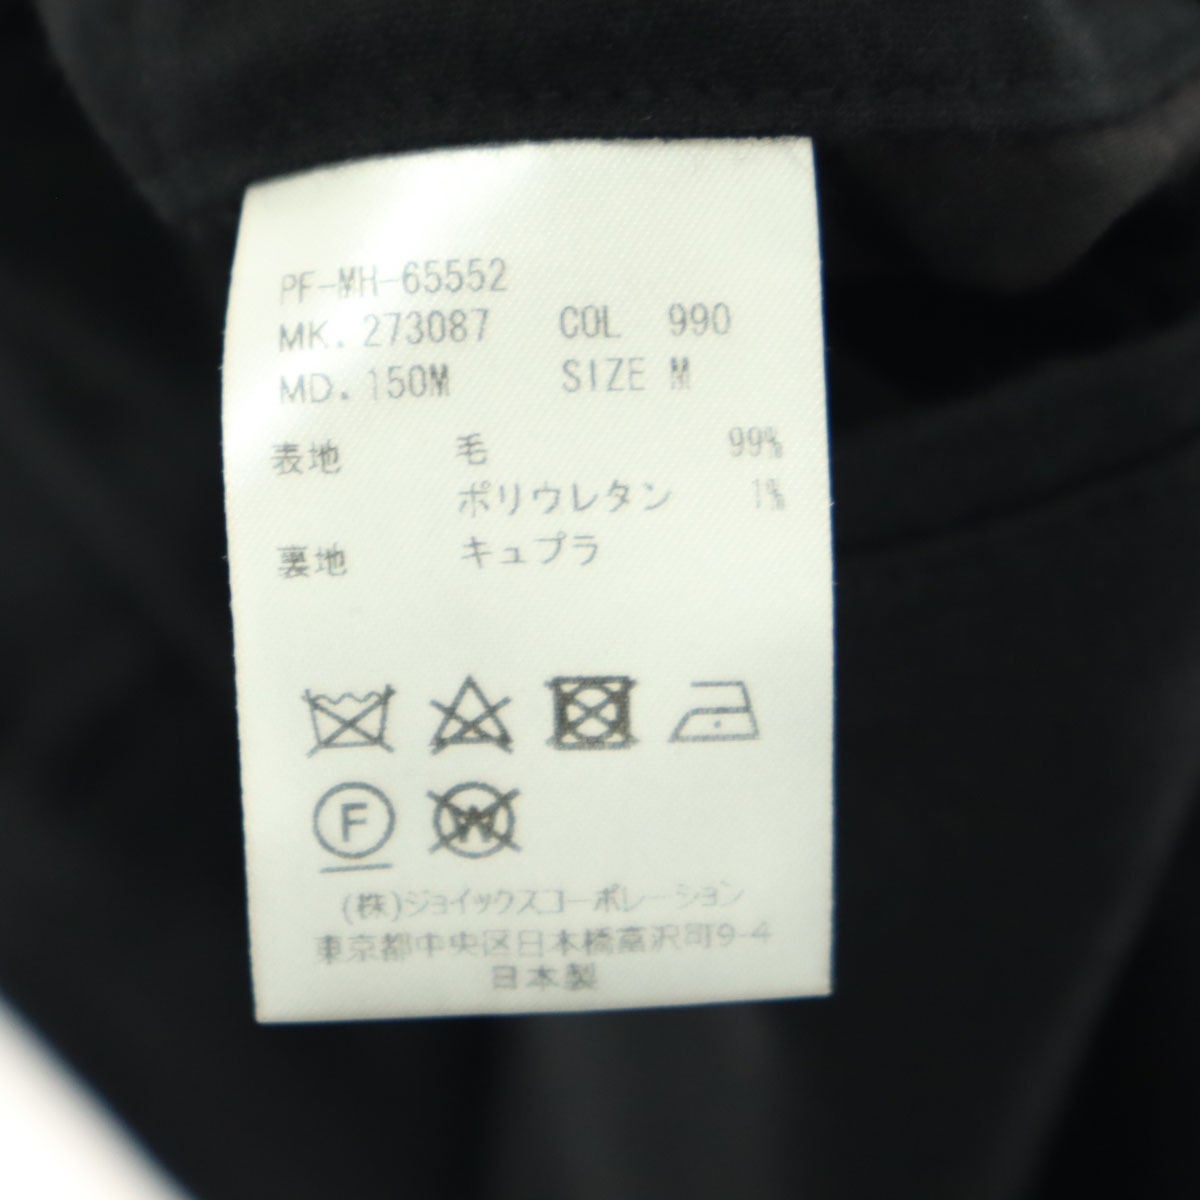 PF-MH-65552
MK. 273087 COL 990
MD. 150M SIZE M
表地 毛 99%
ポリウレタン 1%
裏地 キュプラ
F W
(株)ジョイックスコーポレーション
東京都中央区日本橋富沢町9-4
日本製